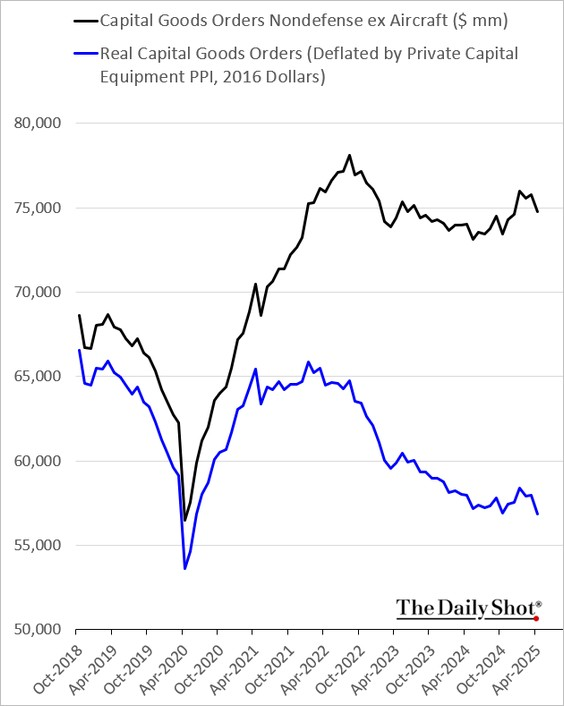 Capital Goods Orders Nondefense ex Aircraft ($ mm)
Real Capital Goods Orders (Deflated by Private Capital
Equipment PPI, 2016 Dollars)
80,000
75,000
70,000
65,000
60,000
55,000
50,000
The Daily Shot®
Oct-2018
Apr-2019
Oct-2019
Apr-2020
Oct-2020
Apr-2021
Oct-2021
Apr-2022
Oct-2022
Apr-2023
Oct-2023
Apr-2024
Oct-2024
Apr-2025